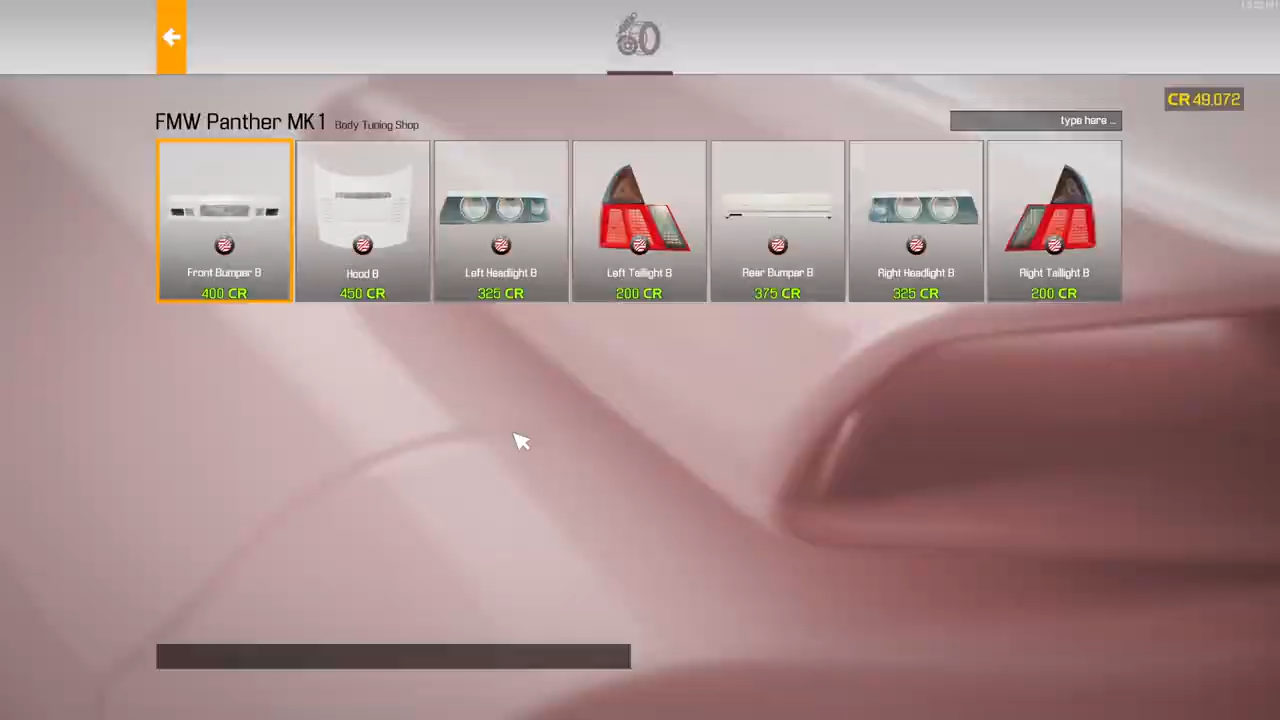 CR 49.072
FMW Panther MK1 Body Tuning Shop
type here ...
Front Bumper B
400 CR
Hood B
450 CR
Left Headlight B
325 CR
Left Taillight B
200 CR
Rear Bumper B
375 CR
Right Headlight B
325 CR
Right Taillight B
200 CR